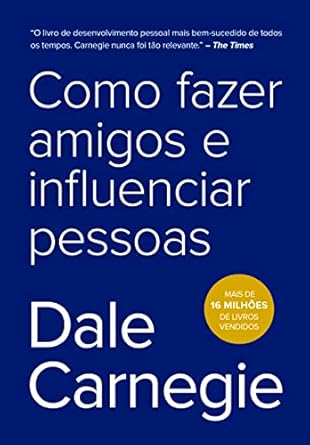 “O livro de desenvolvimento pessoal mais bem-sucedido de todos
os tempos. Carnegie nunca foi tão relevante.” – The Times
Como fazer
amigos e
influenciar
pessoas
MAIS DE
16 MILHÕES
DE LIVROS
VENDIDOS
Dale
Carnegie